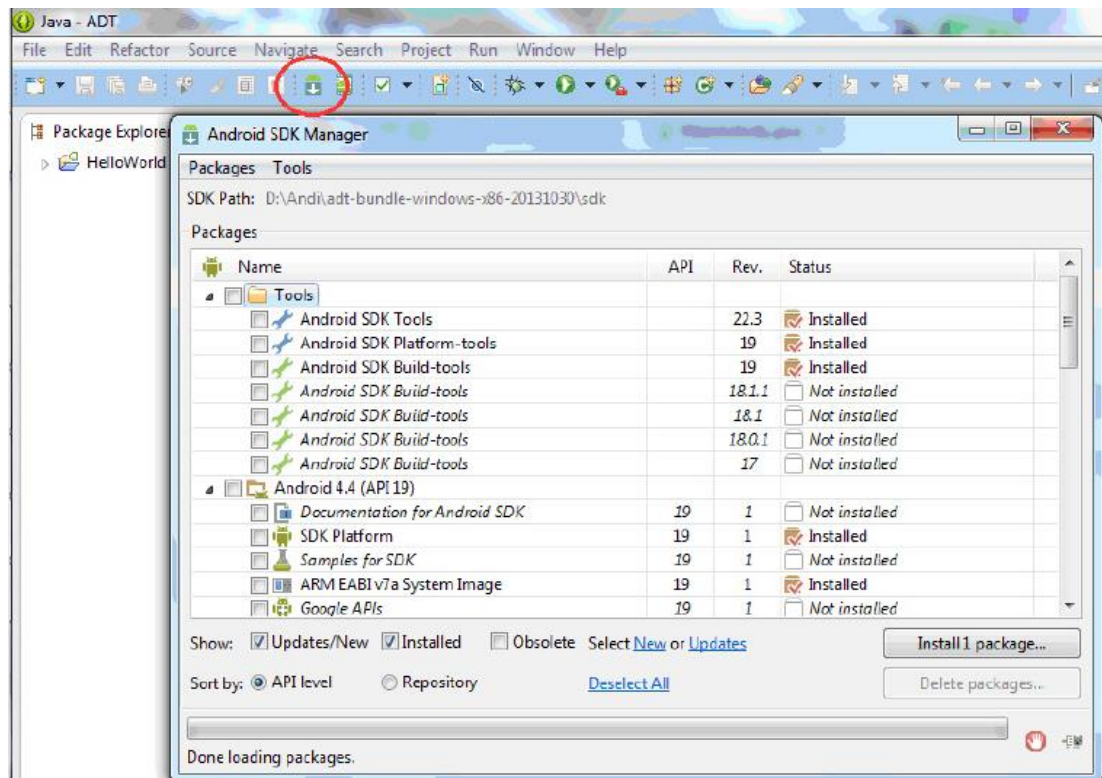 Java - ADT
File Edit Refactor Source Navigate Search Project Run Window Help
Package Explore
HelloWorld
Android SDK Manager
Packages Tools
SDK Path: D:\Andi\adt-bundle-windows-x86-20131030\sdk
Packages
Name API Rev. Status
Tools
Android SDK Tools 22.3 Installed
Android SDK Platform-tools 19 Installed
Android SDK Build-tools 19 Installed
Android SDK Build-tools 18.1.1 Not installed
Android SDK Build-tools 18.1 Not installed
Android SDK Build-tools 18.0.1 Not installed
Android SDK Build-tools 17 Not installed
Android 4.4 (API 19)
Documentation for Android SDK 19 1 Not installed
SDK Platform 19 1 Installed
Samples for SDK 19 1 Not installed
ARM EABI v7a System Image 19 1 Installed
Google APIs 19 1 Not installed
Show: Updates/New Installed Obsolete Select New or Updates Install 1 package...
Sort by: API level Repository Deselect All Delete packages...
Done loading packages.